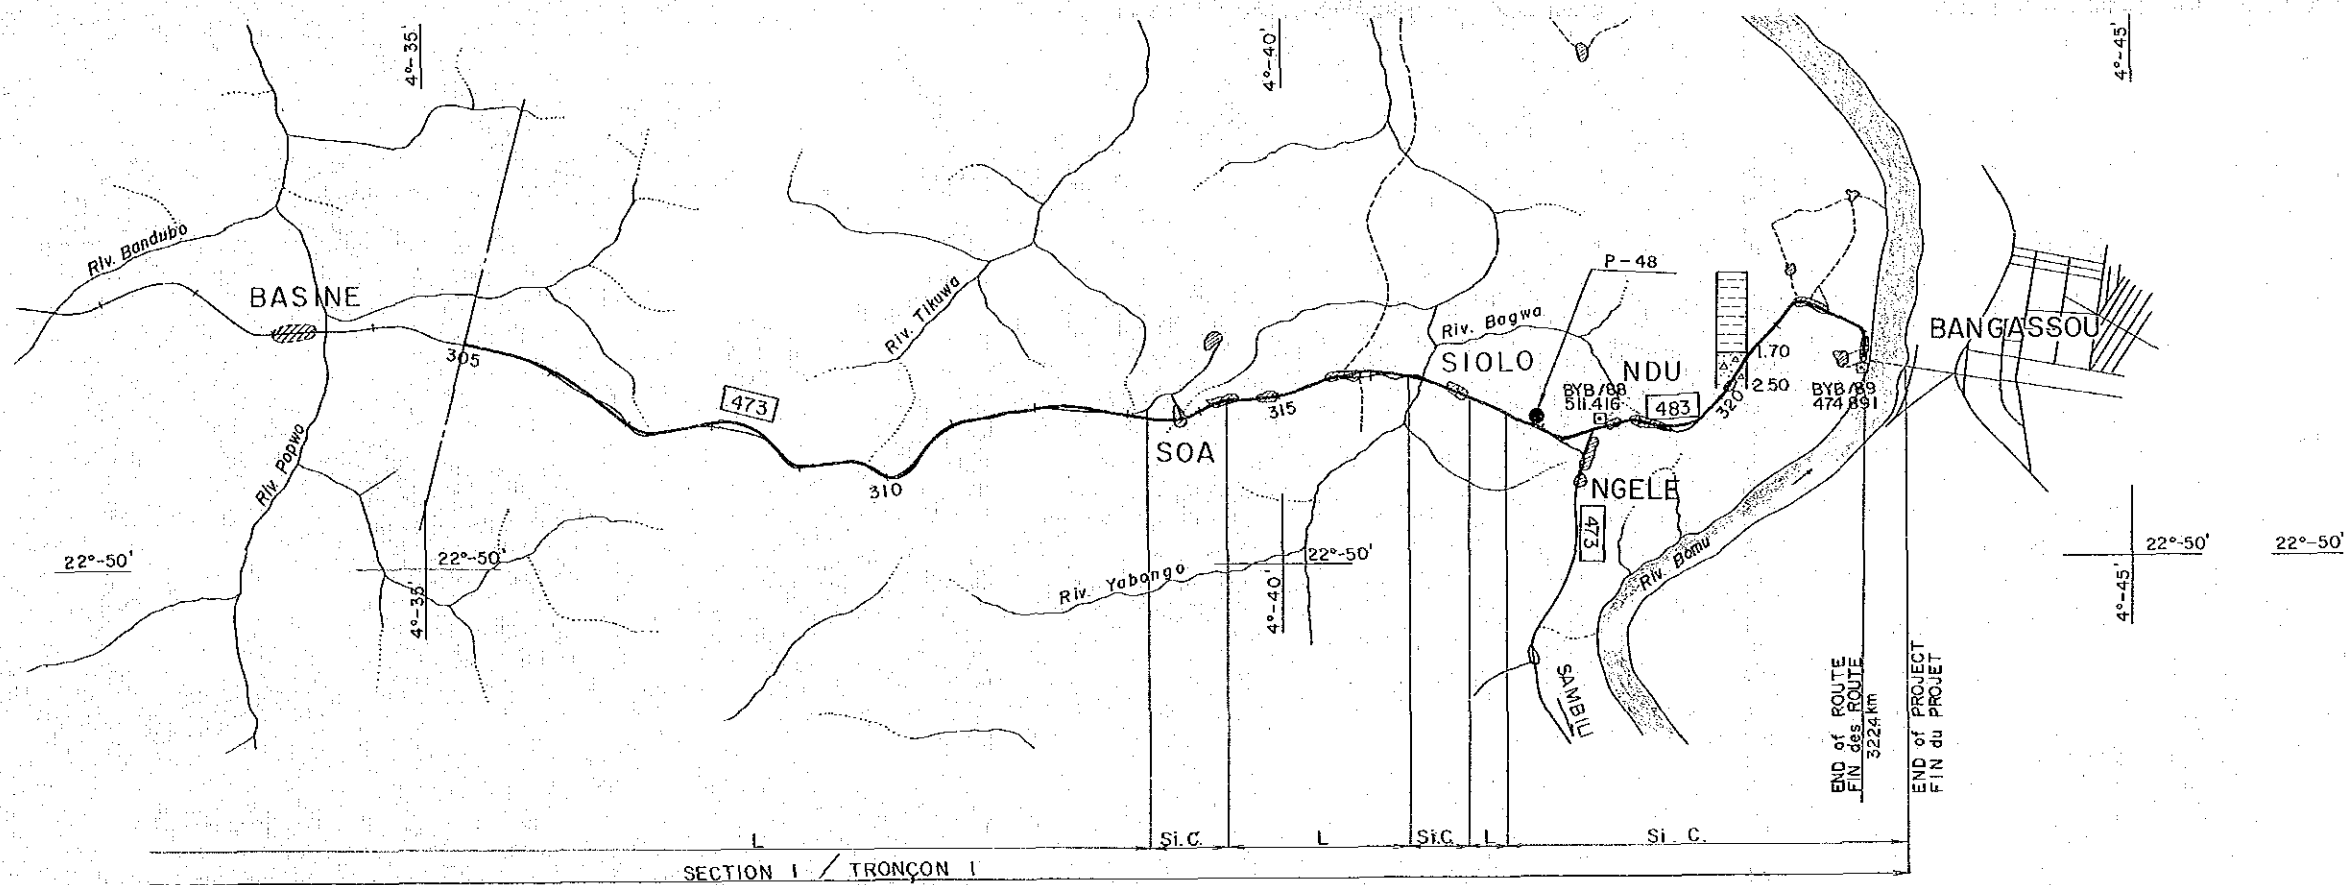 4°-35'
4°-40'
4°-45'
Riv. Bandubo
BASINE
305
473
Riv. Tikuwa
310
Riv. Popwo
SOA
315
SIOLO
Riv. Bagwa
P-48
NDU
BYB/88
511.416
483
320
1.70
2.50
BYB/89
474.891
BANGASSOU
NGELE
473
Riv. Bomu
SAMBILI
Riv. Yabongo
22°-50'
22°-50'
22°-50'
22°-50'
22°-50'
4°-35'
4°-40'
4°-45'
END of ROUTE
FIN des ROUTE
322.4km
END of PROJECT
FIN du PROJET
L
Si. C.
L
Si.C.
L
Si. C.
SECTION I / TRONÇON I